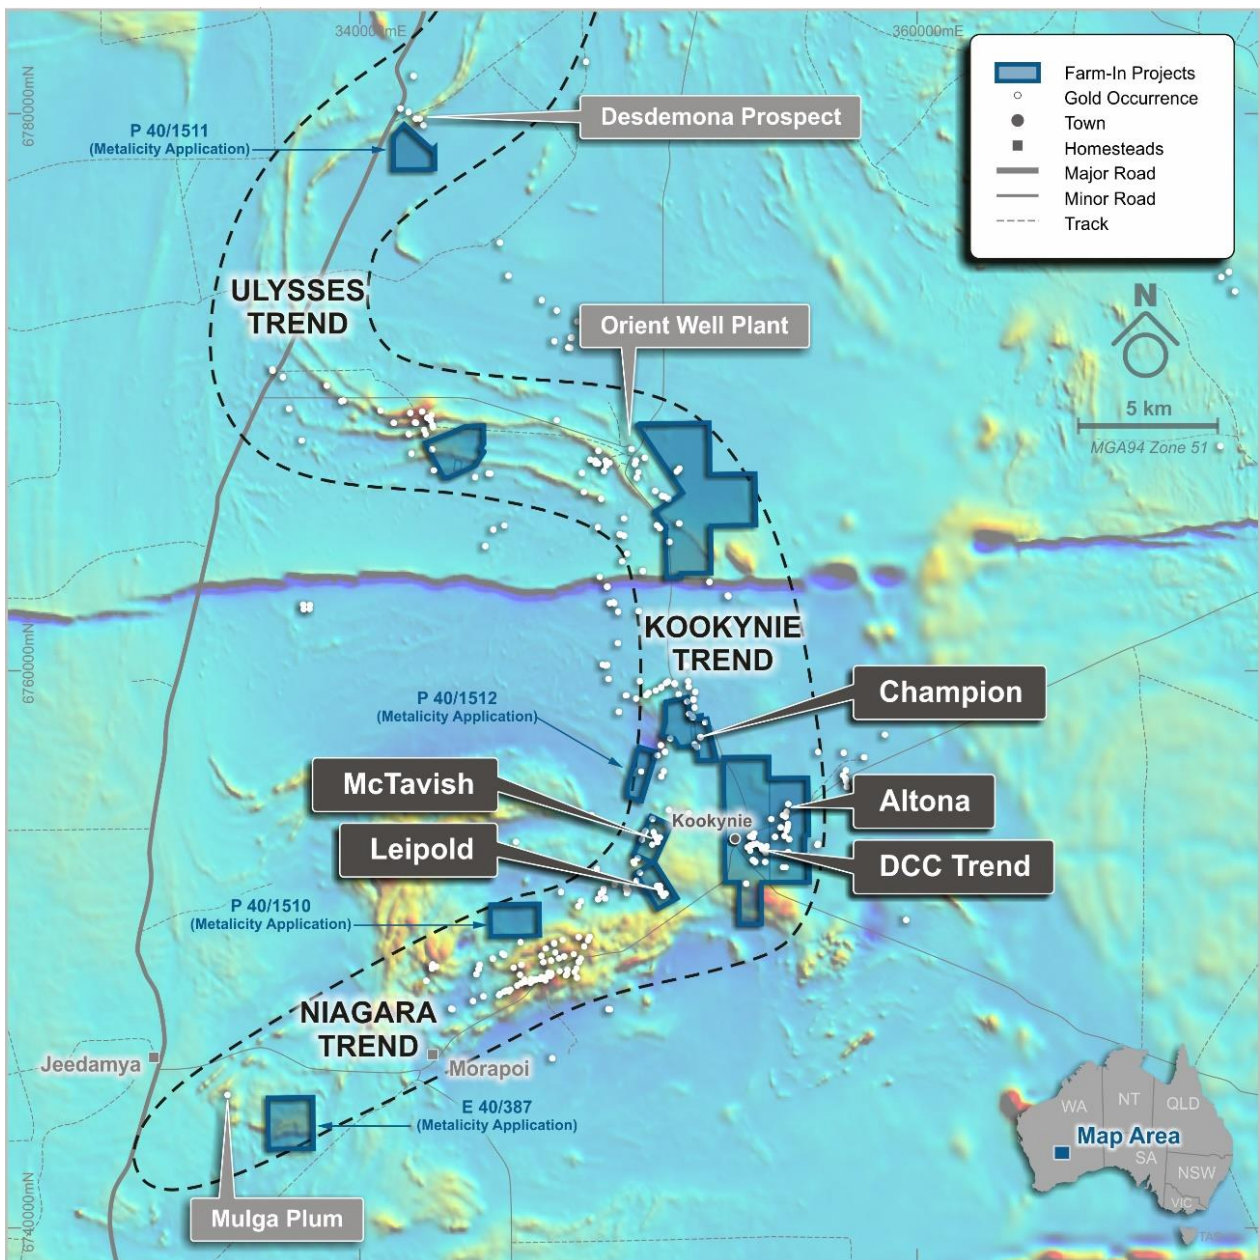 340000mE
360000mE
6780000mN
6760000mN
6740000mN
Farm-In Projects
Gold Occurrence
Town
Homesteads
Major Road
Minor Road
Track
N
5 km
MGA94 Zone 51
P 40/1511
(Metalicity Application)
Desdemona Prospect
ULYSSES
TREND
Orient Well Plant
KOOKYNIE
TREND
P 40/1512
(Metalicity Application)
Champion
McTavish
Altona
Kookynie
Leipold
DCC Trend
P 40/1510
(Metalicity Application)
NIAGARA
TREND
Jeedamya
Morapoi
E 40/387
(Metalicity Application)
Mulga Plum
WA
NT
QLD
Map Area
SA
NSW
VIC
TAS